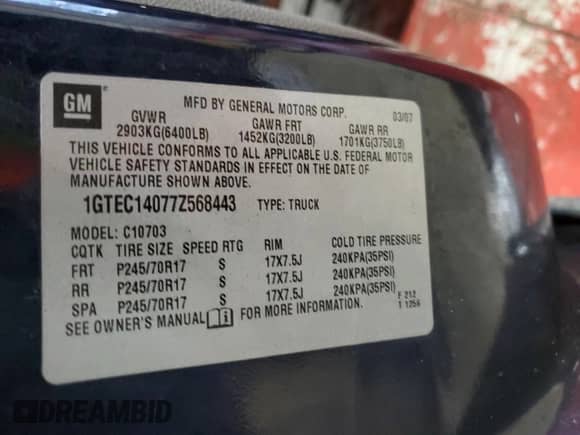 GM
MFD BY GENERAL MOTORS CORP. 03/07
GVWR GAWR FRT GAWR RR
2903KG(6400LB) 1452KG(3200LB) 1701KG(3750LB)
THIS VEHICLE CONFORMS TO ALL APPLICABLE U.S. FEDERAL MOTOR
VEHICLE SAFETY STANDARDS IN EFFECT ON THE DATE OF
MANUFACTURE SHOWN ABOVE.
1GTEC14077Z568443 TYPE: TRUCK
MODEL: C10703
CQTK TIRE SIZE SPEED RTG RIM COLD TIRE PRESSURE
FRT P245/70R17 S 17X7.5J 240KPA(35PSI)
RR P245/70R17 S 17X7.5J 240KPA(35PSI)
SPA P245/70R17 S 17X7.5J 240KPA(35PSI)
SEE OWNER'S MANUAL i FOR MORE INFORMATION.
F 212
T 1256
DREAMBID